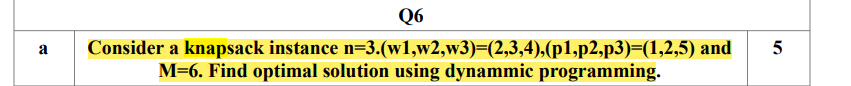 Q6
a Consider a knapsack instance n=3.(w1,w2,w3)=(2,3,4),(p1,p2,p3)=(1,2,5) and 5
M=6. Find optimal solution using dynammic programming.